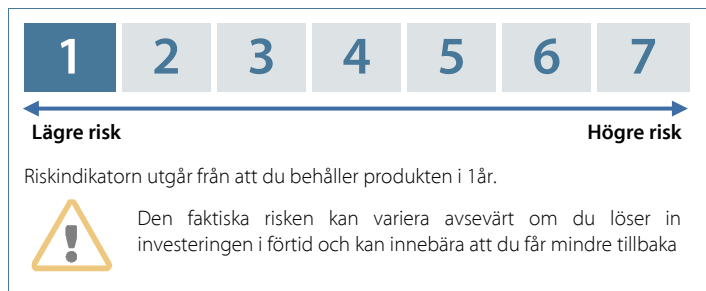 1 2 3 4 5 6 7
Lägre risk Högre risk
Riskindikatorn utgår från att du behåller produkten i 1år.
Den faktiska risken kan variera avsevärt om du löser in
investeringen i förtid och kan innebära att du får mindre tillbaka